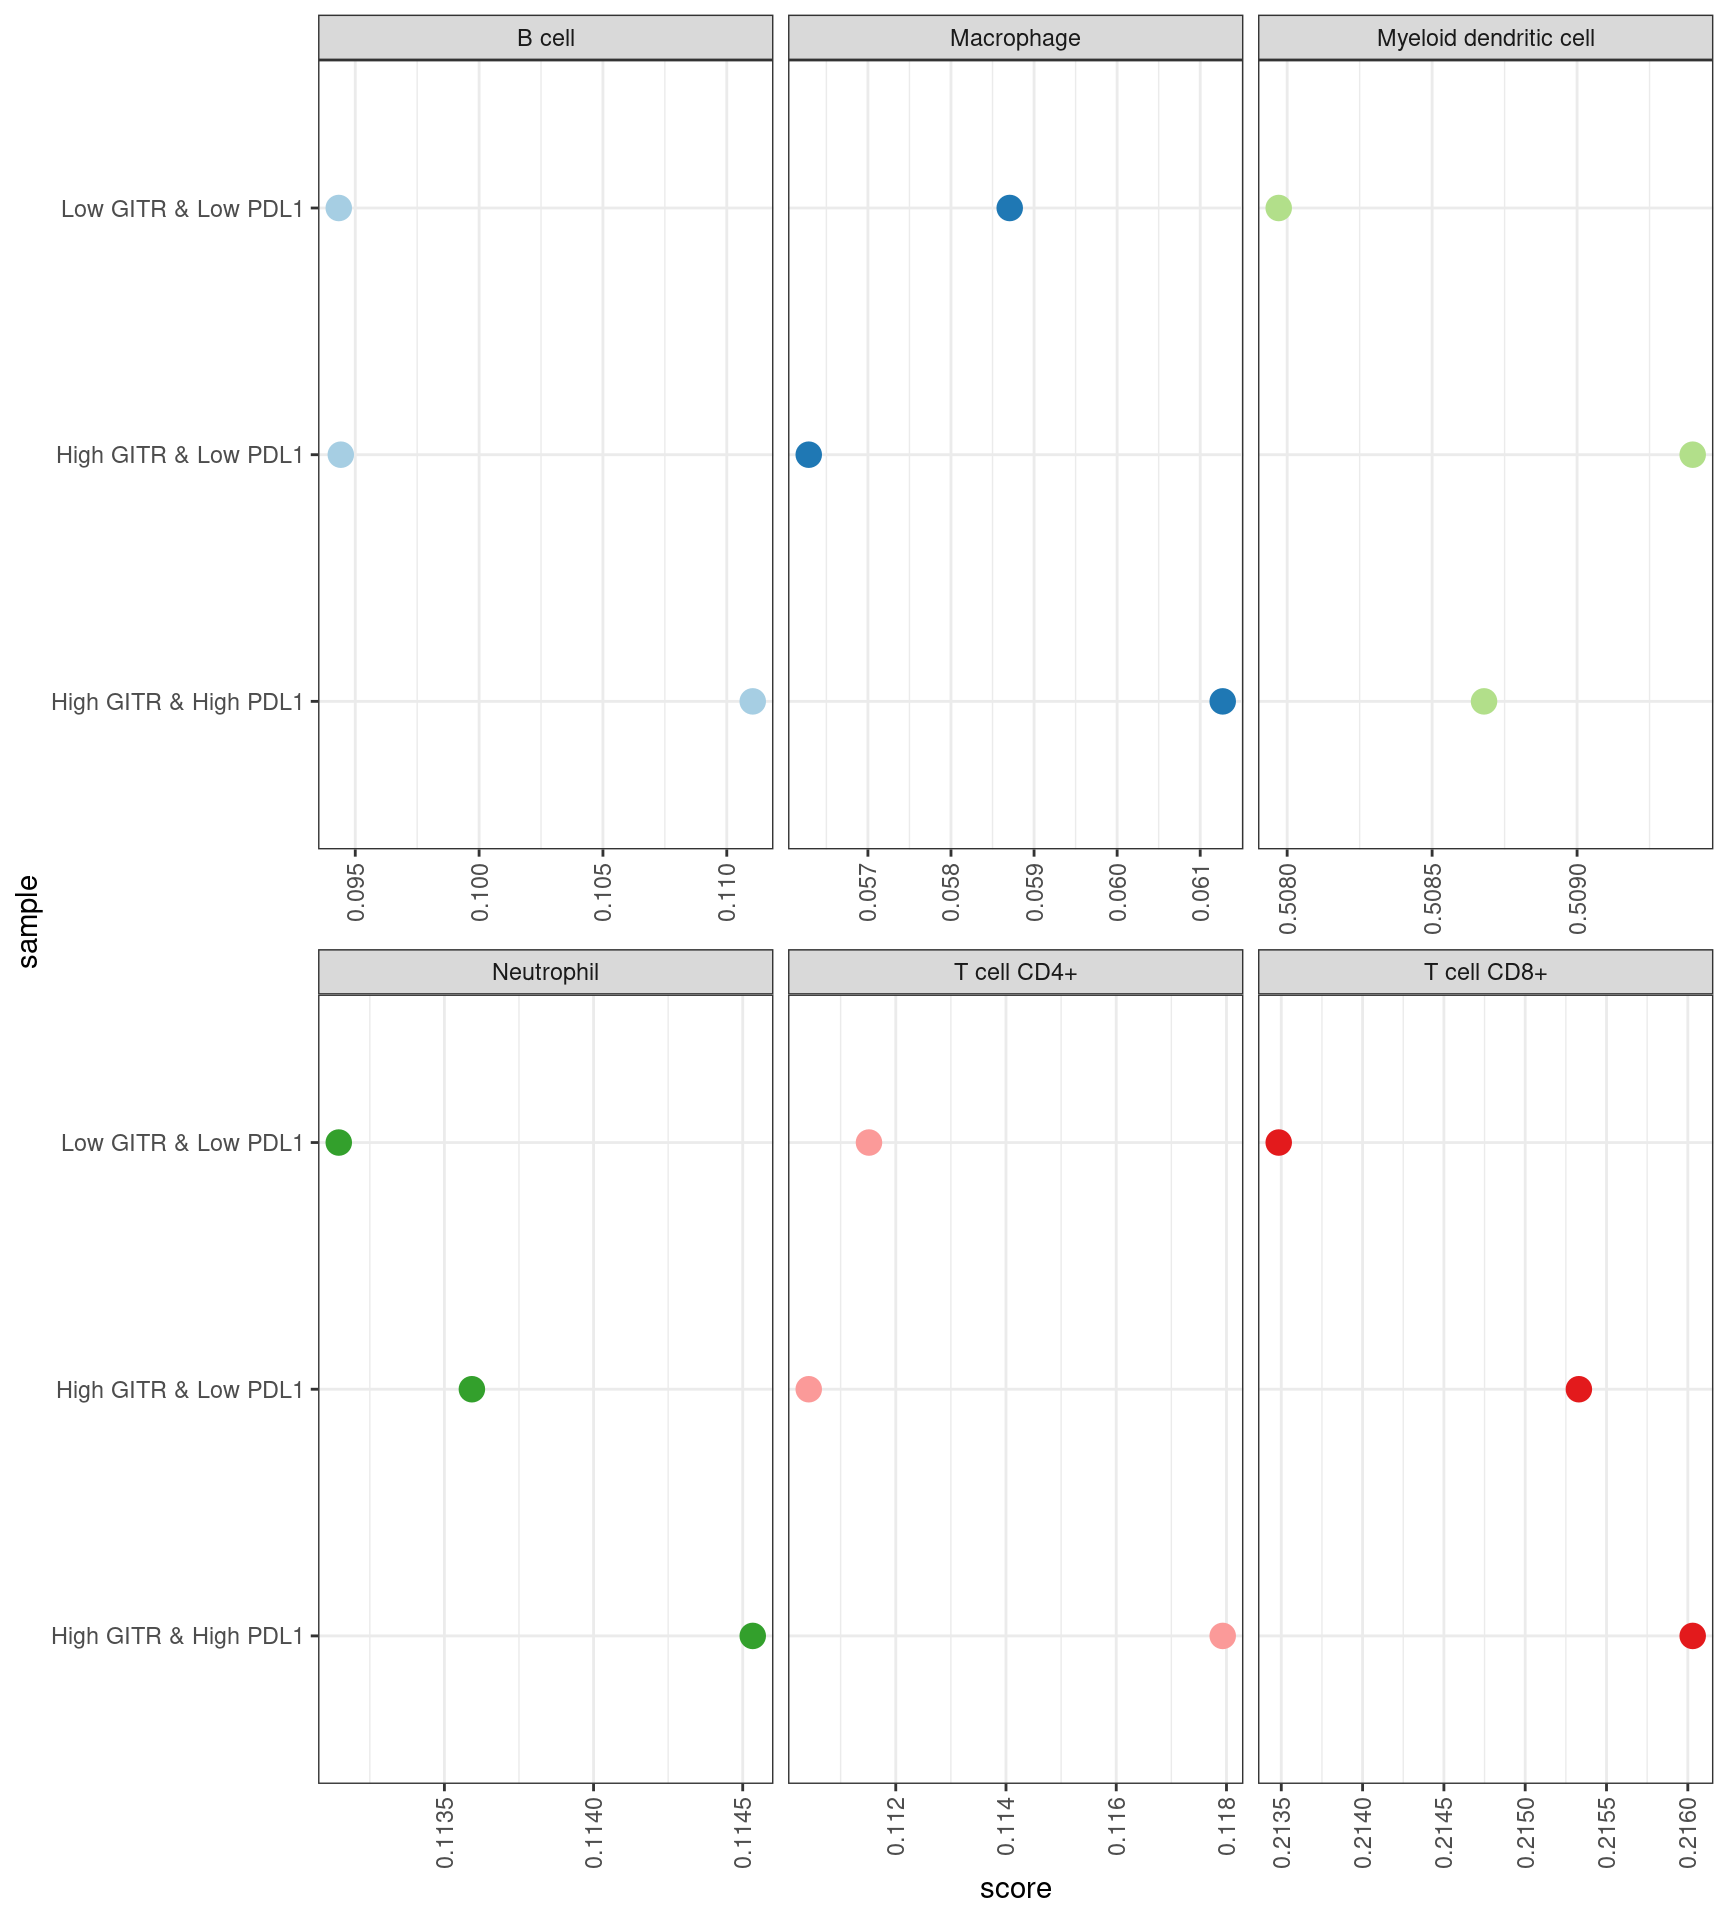 B cell
Macrophage
Myeloid dendritic cell
Low GITR & Low PDL1
High GITR & Low PDL1
High GITR & High PDL1
0.095
0.100
0.105
0.110
0.057
0.058
0.059
0.060
0.061
0.5080
0.5085
0.5090
sample
Neutrophil
T cell CD4+
T cell CD8+
Low GITR & Low PDL1
High GITR & Low PDL1
High GITR & High PDL1
0.1135
0.1140
0.1145
0.112
0.114
0.116
0.118
0.2135
0.2140
0.2145
0.2150
0.2155
0.2160
score